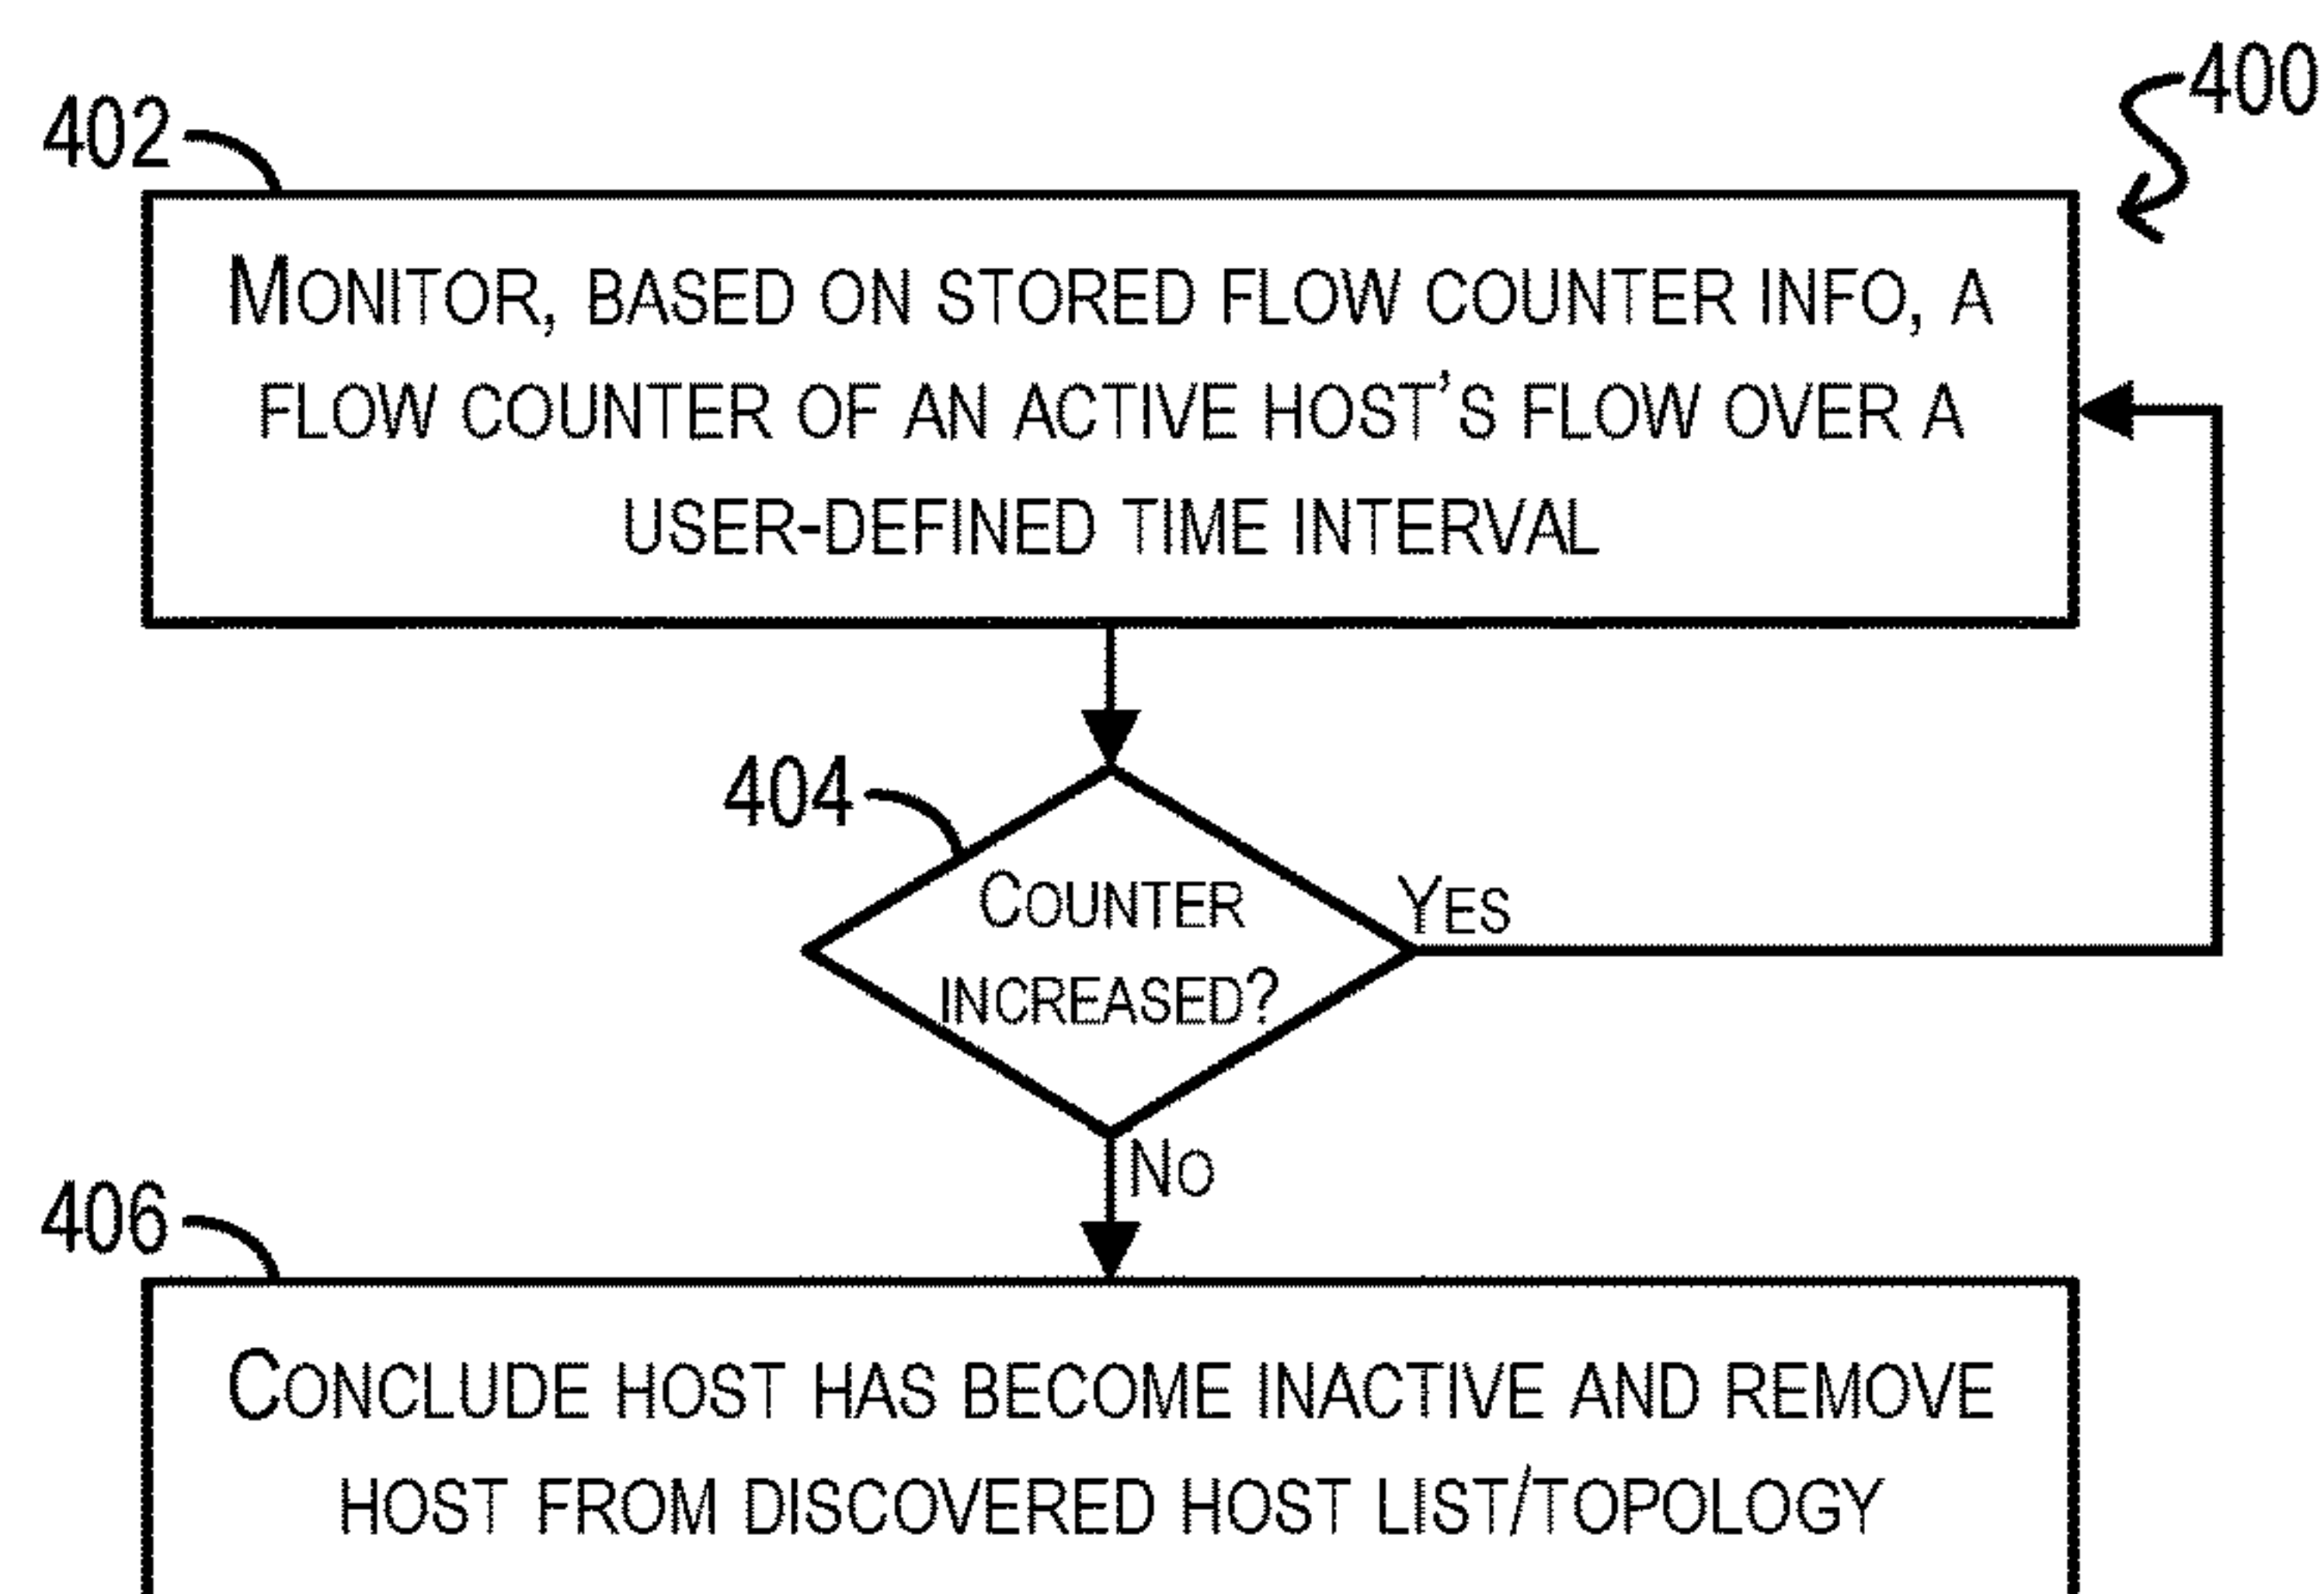 400
402
MONITOR, BASED ON STORED FLOW COUNTER INFO, A
FLOW COUNTER OF AN ACTIVE HOST'S FLOW OVER A
USER-DEFINED TIME INTERVAL
404
COUNTER
INCREASED?
YES
NO
406
CONCLUDE HOST HAS BECOME INACTIVE AND REMOVE
HOST FROM DISCOVERED HOST LIST/TOPOLOGY